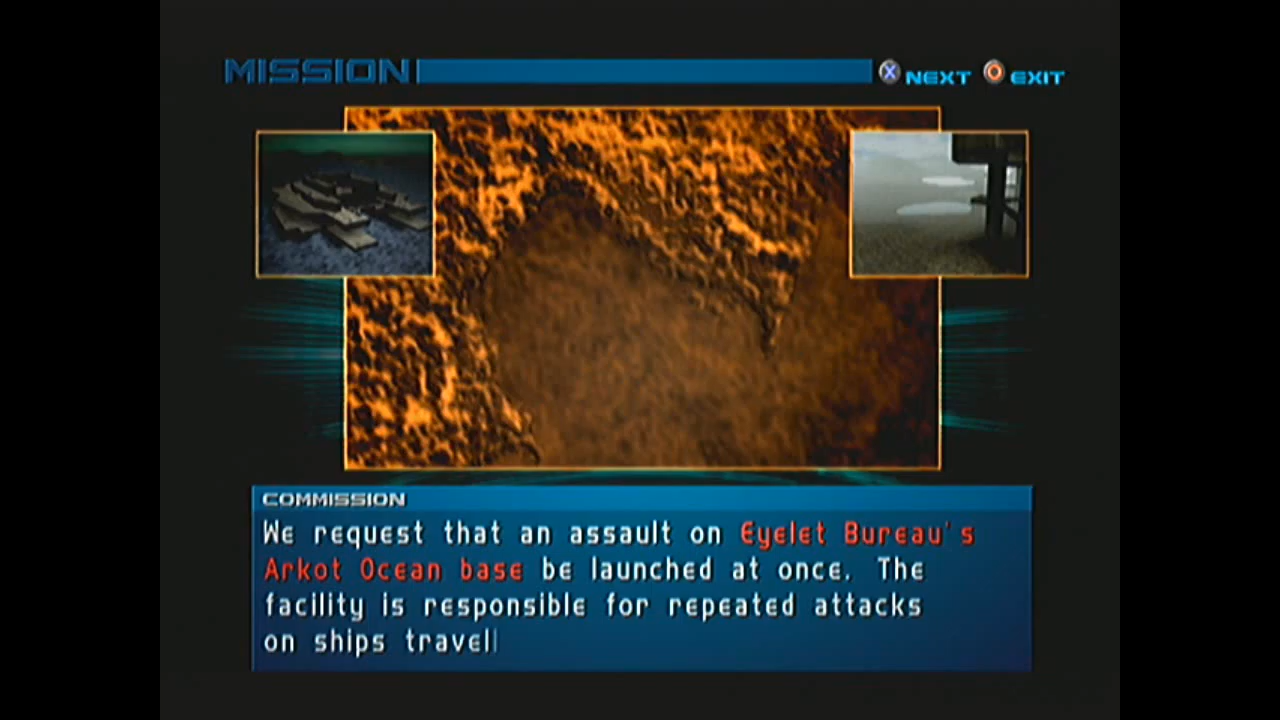 MISSION
NEXT EXIT
COMMISSION
We request that an assault on Eyelet Bureau's
Arkot Ocean base be launched at once. The
facility is responsible for repeated attacks
on ships travell